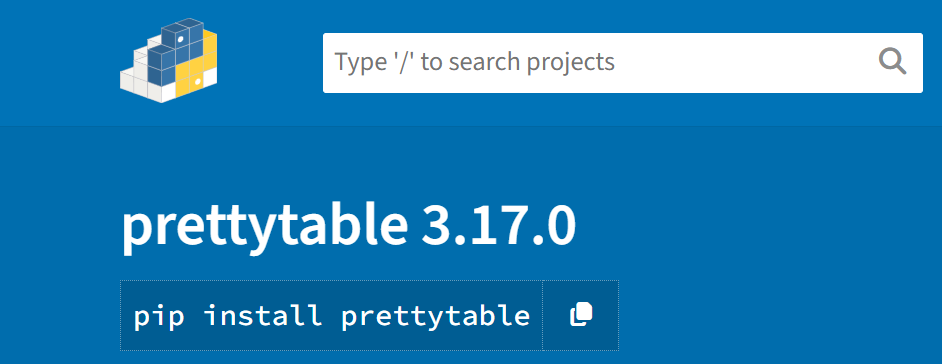 Type '/' to search projects
prettytable 3.17.0
pip install prettytable